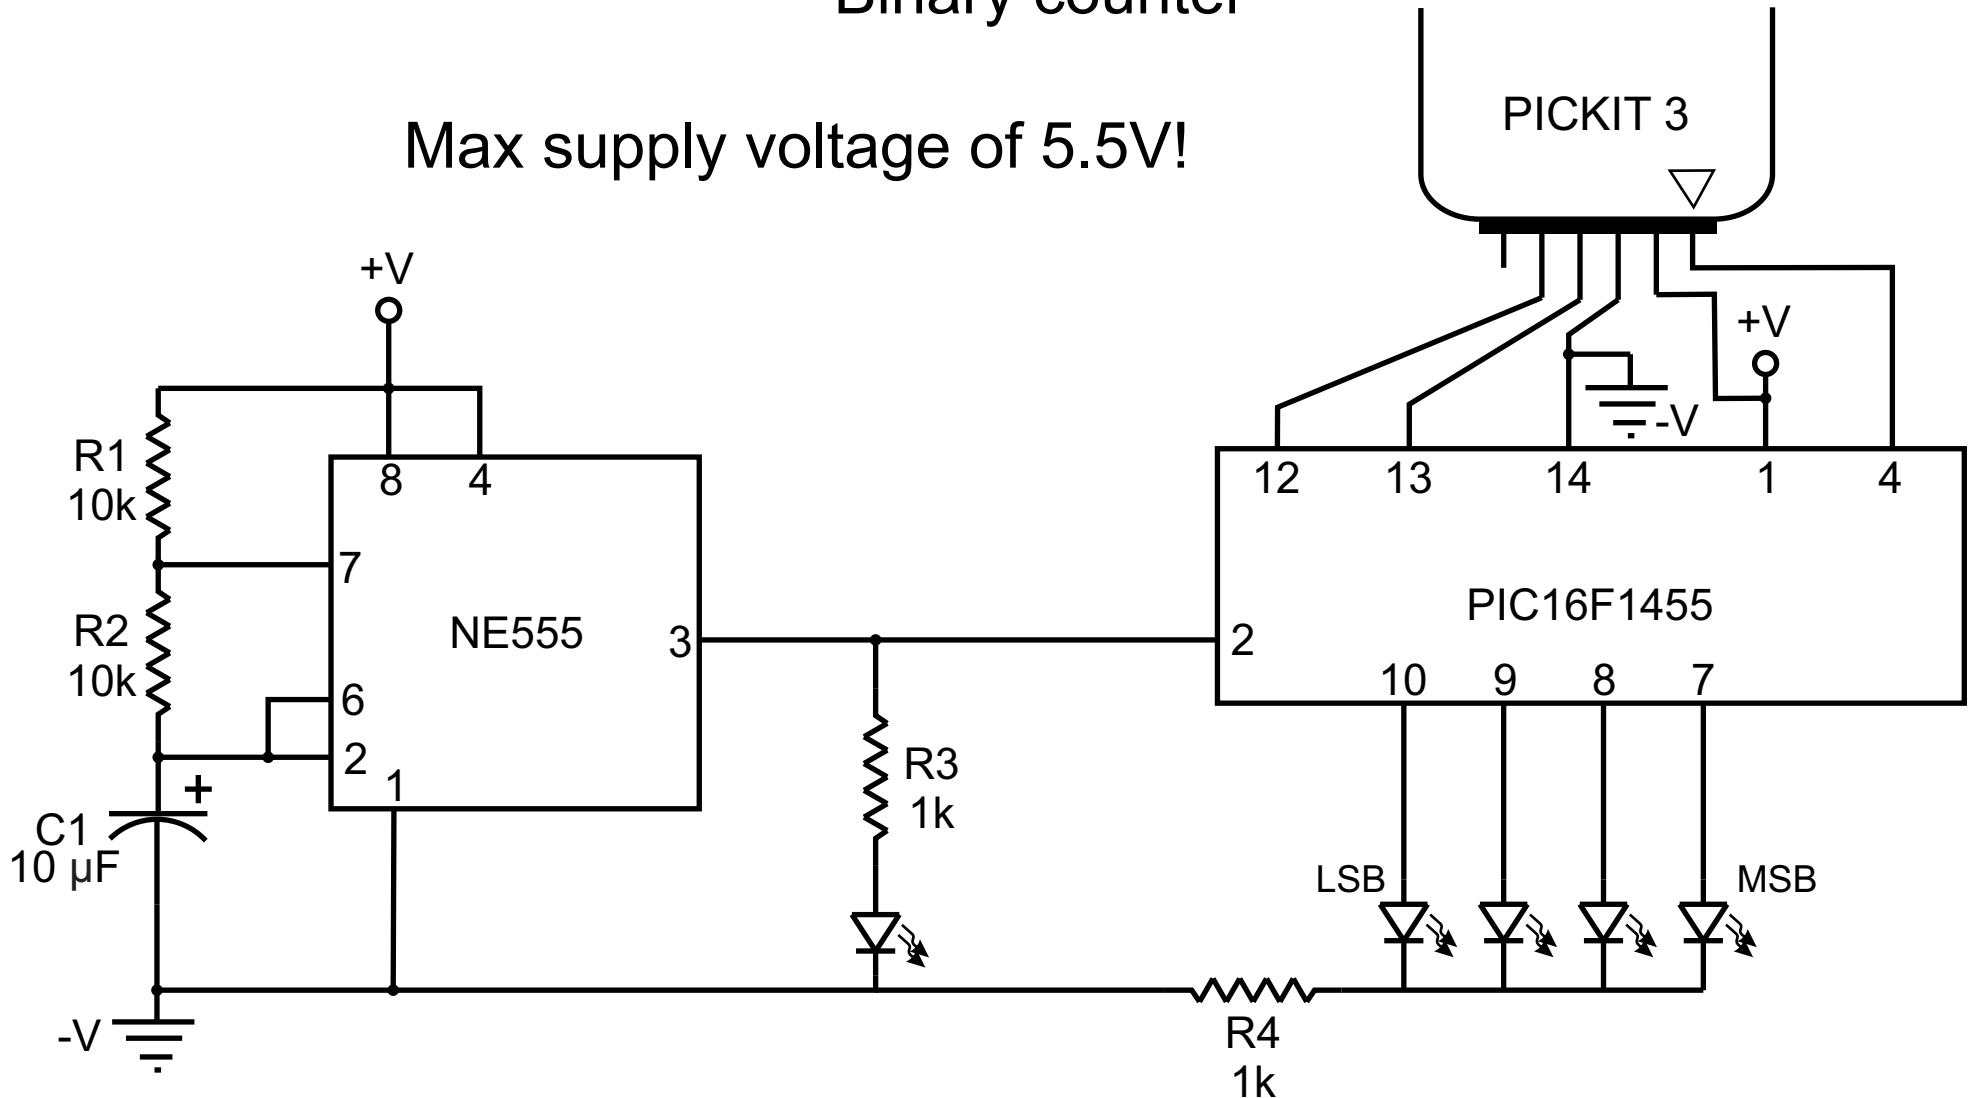 Binary counter
Max supply voltage of 5.5V!
PICKIT 3
+V
+V
-V
R1
10k
8
4
12
13
14
1
4
7
R2
10k
NE555
3
2
PIC16F1455
6
2
1
10
9
8
7
R3
1k
C1
10 µF
+
LSB
MSB
-V
R4
1k